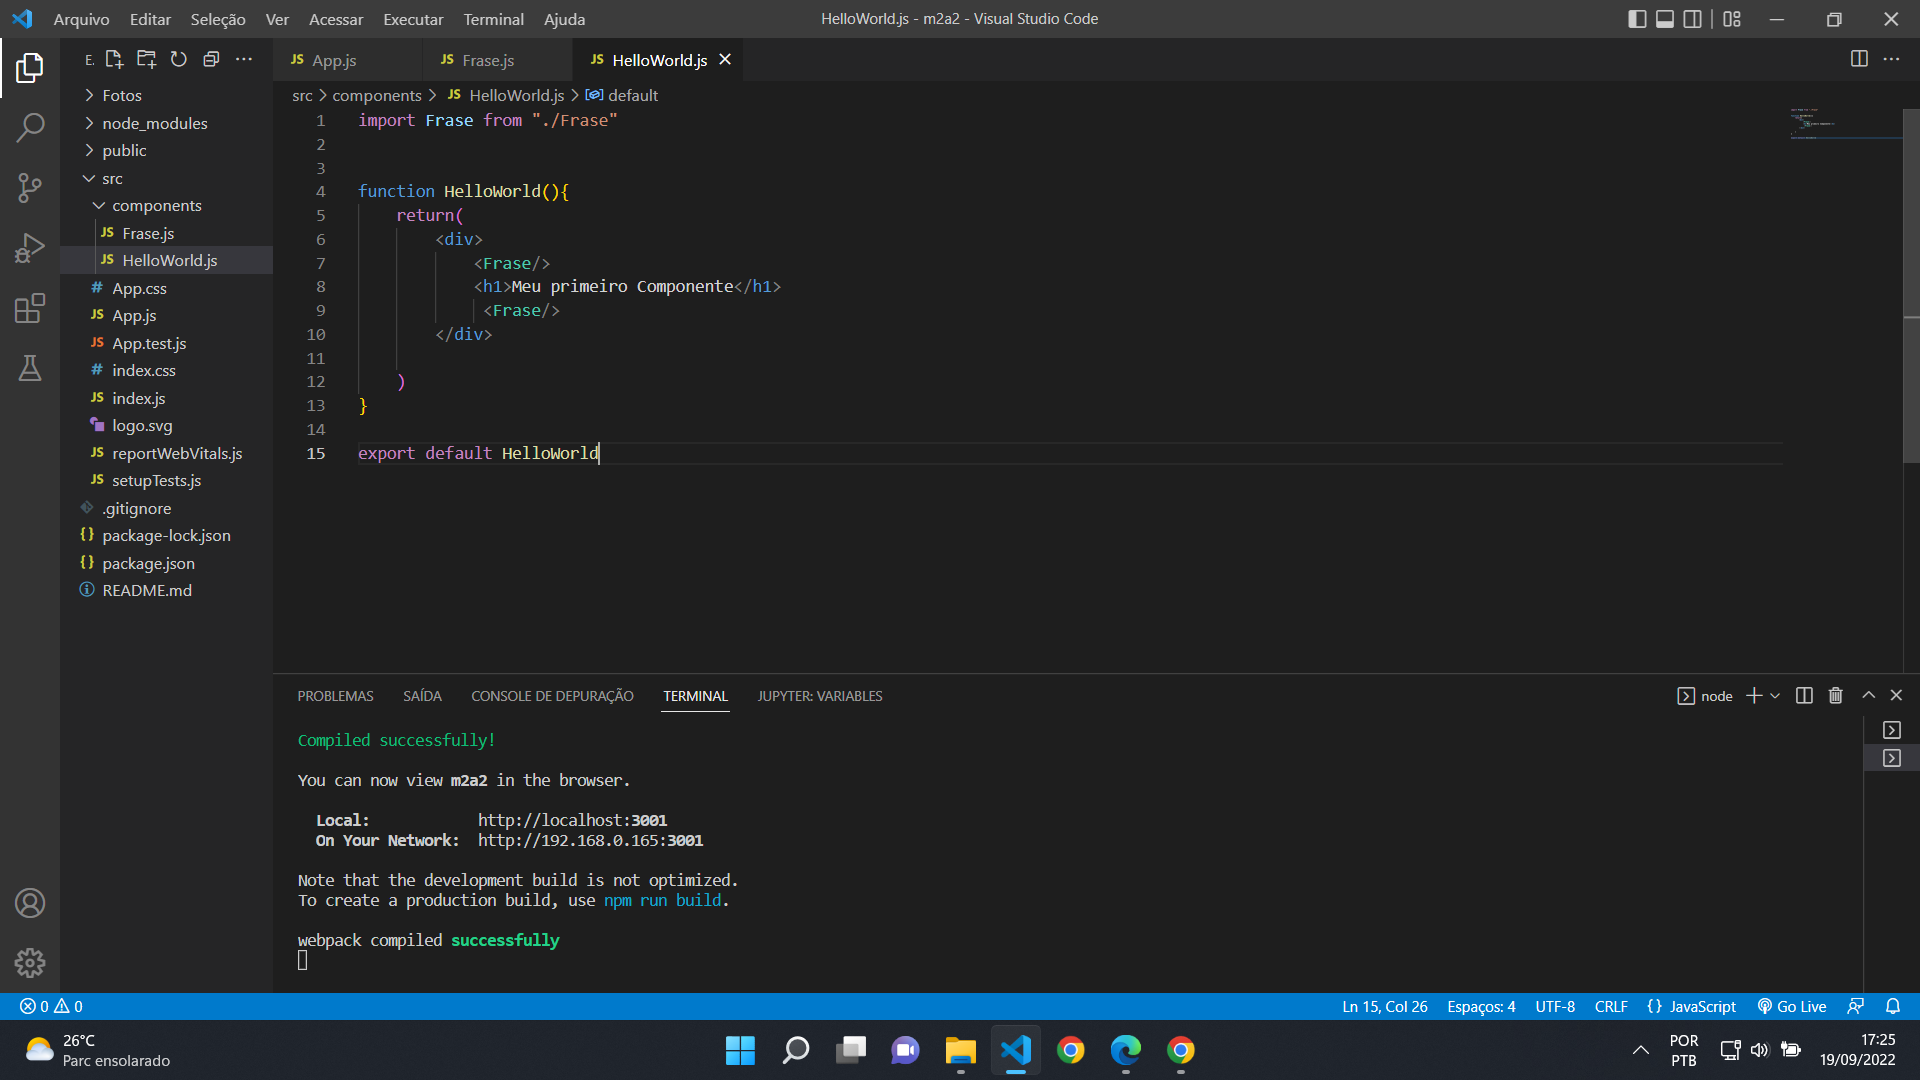 Arquivo Editar Seleção Ver Acessar Executar Terminal Ajuda
HelloWorld.js - m2a2 - Visual Studio Code
E.
Fotos
node_modules
public
src
components
JS Frase.js
JS HelloWorld.js
# App.css
JS App.js
JS App.test.js
# index.css
JS index.js
logo.svg
JS reportWebVitals.js
JS setupTests.js
.gitignore
{} package-lock.json
{} package.json
README.md
JS App.js
JS Frase.js
JS HelloWorld.js
src > components > JS HelloWorld.js > default
1 import Frase from "./Frase"
2
3
4 function HelloWorld(){
5 return(
6 <div>
7 <Frase/>
8 <h1>Meu primeiro Componente</h1>
9 <Frase/>
10 </div>
11
12 )
13 }
14
15 export default HelloWorld
PROBLEMAS SAÍDA CONSOLE DE DEPURAÇÃO TERMINAL JUPYTER: VARIABLES
node
Compiled successfully!
You can now view m2a2 in the browser.
Local: http://localhost:3001
On Your Network: http://192.168.0.165:3001
Note that the development build is not optimized.
To create a production build, use npm run build.
webpack compiled successfully
0 0
Ln 15, Col 26 Espaços: 4 UTF-8 CRLF {} JavaScript Go Live
26°C
Parc ensolarado
POR
PTB
17:25
19/09/2022